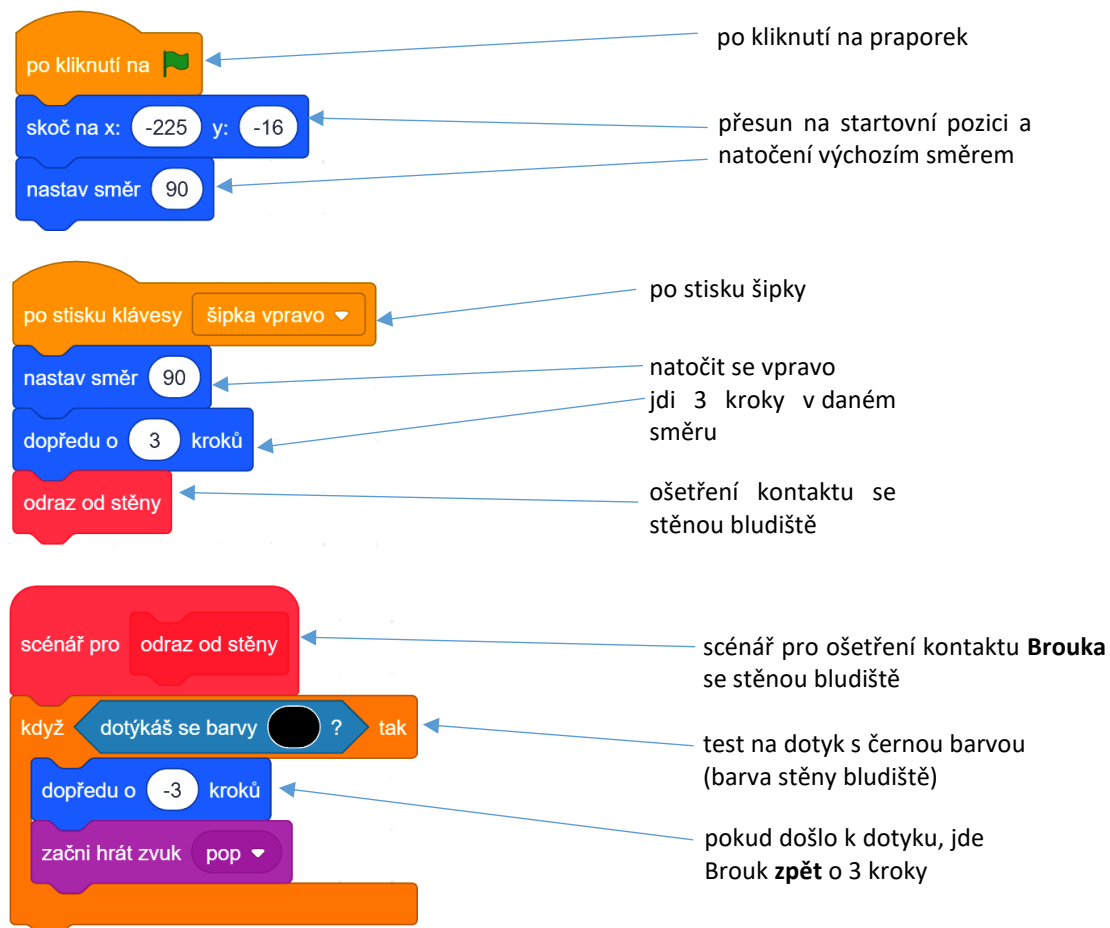 po kliknutí na
po kliknutí na praporek
skoč na x: -225 y: -16
přesun na startovní pozici a
natočení výchozím směrem
nastav směr 90
po stisku klávesy šipka vpravo
po stisku šipky
nastav směr 90
natočit se vpravo
dopředu o 3 kroků
jdi 3 kroky v daném
směru
odraz od stěny
ošetření kontaktu se
stěnou bludiště
scénář pro odraz od stěny
scénář pro ošetření kontaktu Brouka
se stěnou bludiště
když dotýkáš se barvy ? tak
test na dotyk s černou barvou
(barva stěny bludiště)
dopředu o -3 kroků
začni hrát zvuk pop
pokud došlo k dotyku, jde
Brouk zpět o 3 kroky